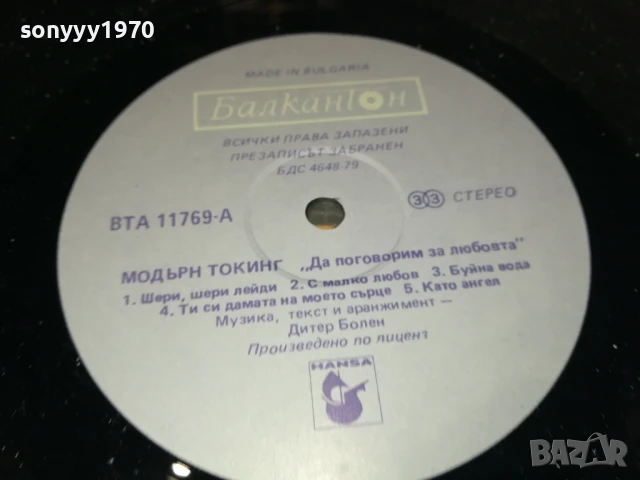 sonyyy1970
MADE IN BULGARIA
Балкантон
ВСИЧКИ ПРАВА ЗАПАЗЕНИ
ПРЕЗАПИСЪТ ЗАБРАНЕН
БДС 4648-79
ВТА 11769-А
33 СТЕРЕО
МОДЪРН ТОКИНГ „Да поговорим за любовта"
1. Шери, шери лейди 2. С малко любов 3. Буйна вода
4. Ти си дамата на моето сърце 5. Като ангел
Музика, текст и аранжимент —
Дитер Болен
Произведено по лиценз
HANSA
BAZAR